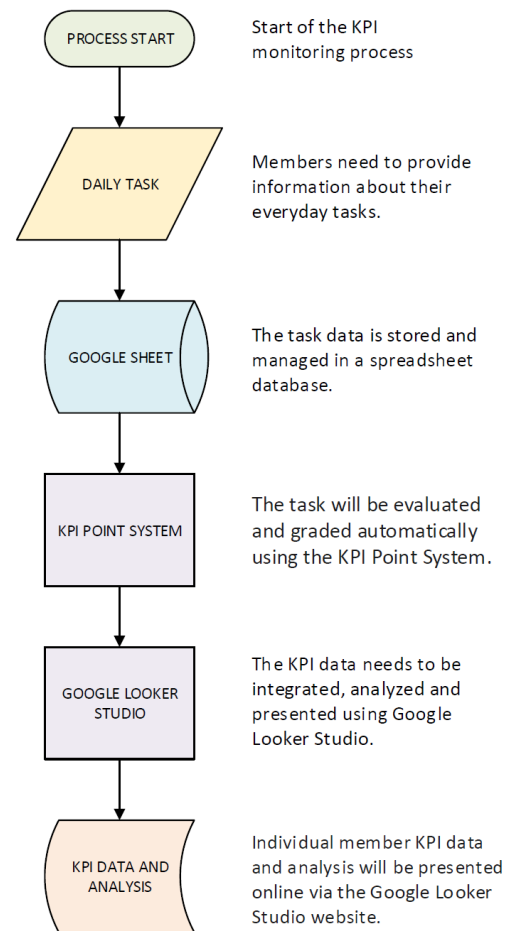 PROCESS START
Start of the KPI
monitoring process
DAILY TASK
Members need to provide
information about their
everyday tasks.
GOOGLE SHEET
The task data is stored and
managed in a spreadsheet
database.
KPI POINT SYSTEM
The task will be evaluated
and graded automatically
using the KPI Point System.
GOOGLE LOOKER
STUDIO
The KPI data needs to be
integrated, analyzed and
presented using Google
Looker Studio.
KPI DATA AND
ANALYSIS
Individual member KPI data
and analysis will be presented
online via the Google Looker
Studio website.